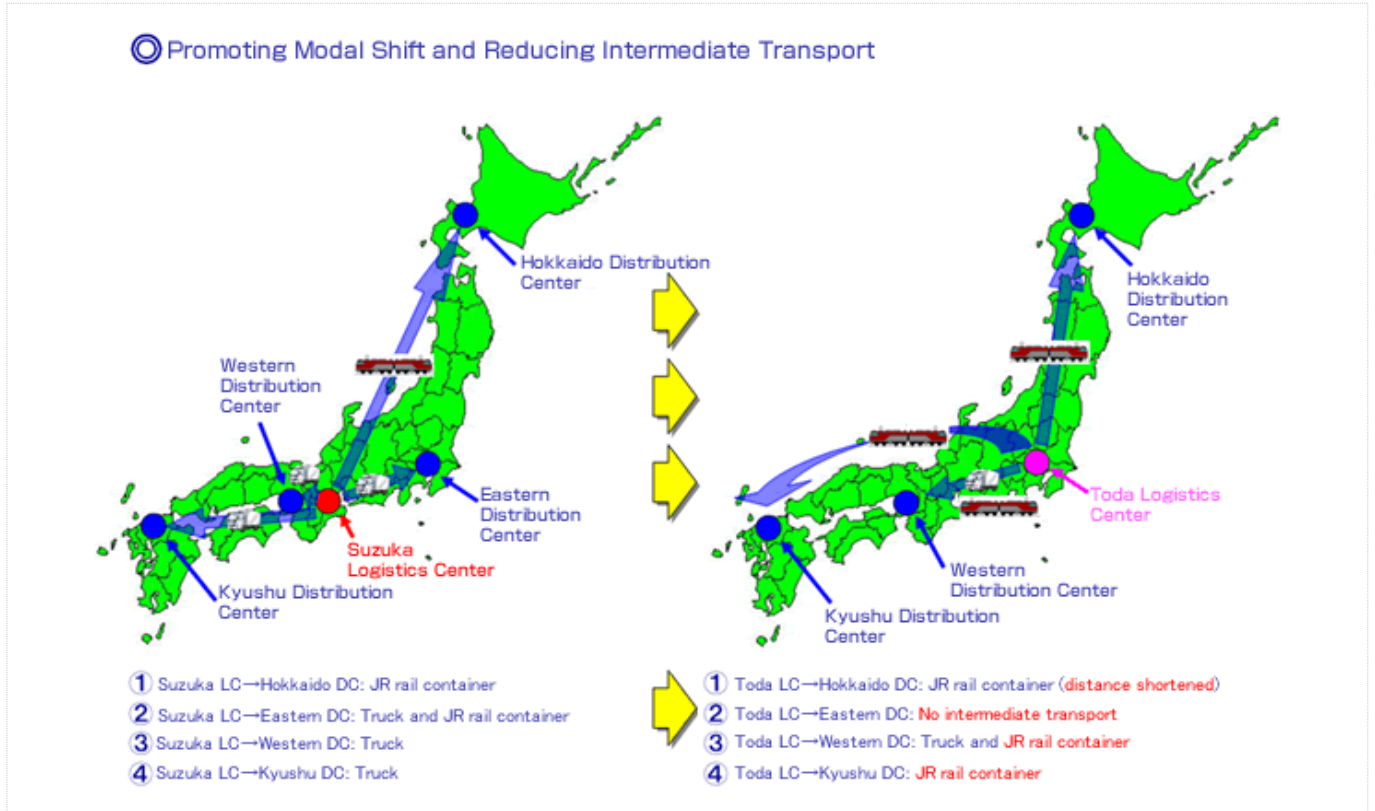 ◎Promoting Modal Shift and Reducing Intermediate Transport
Hokkaido Distribution
Center
Western
Distribution
Center
Eastern
Distribution
Center
Suzuka
Logistics Center
Kyushu Distribution
Center
Hokkaido
Distribution
Center
Toda Logistics
Center
Western
Distribution Center
Kyushu Distribution
Center
① Suzuka LC→Hokkaido DC: JR rail container
② Suzuka LC→Eastern DC: Truck and JR rail container
③ Suzuka LC→Western DC: Truck
④ Suzuka LC→Kyushu DC: Truck
① Toda LC→Hokkaido DC: JR rail container (distance shortened)
② Toda LC→Eastern DC: No intermediate transport
③ Toda LC→Western DC: Truck and JR rail container
④ Toda LC→Kyushu DC: JR rail container